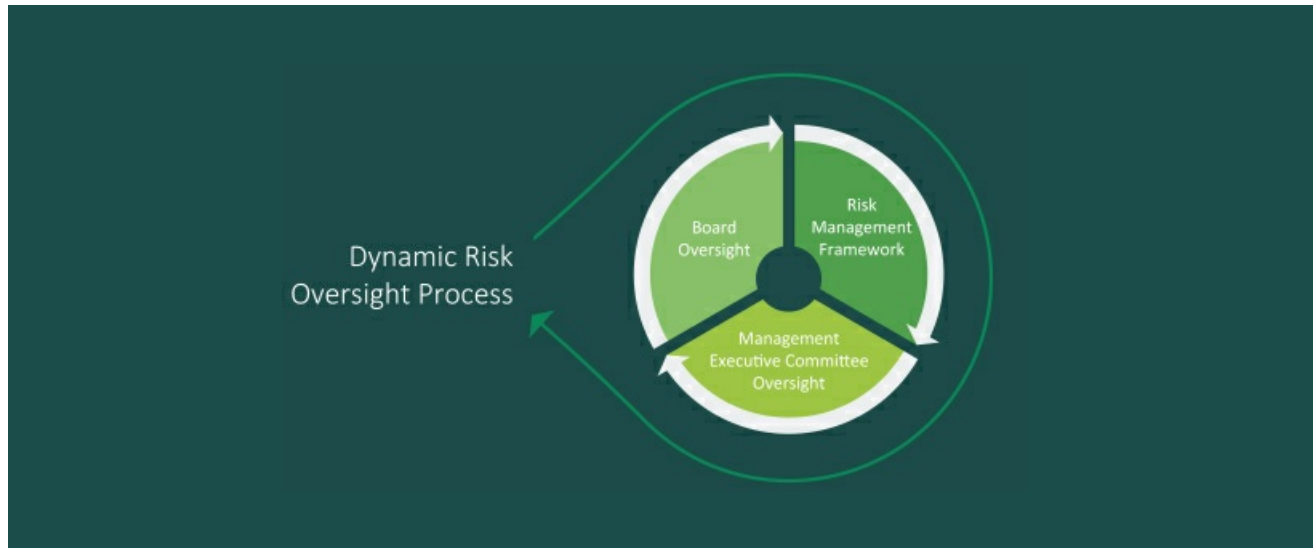 Dynamic Risk
Oversight Process
Board
Oversight
Risk
Management
Framework
Management
Executive Committee
Oversight